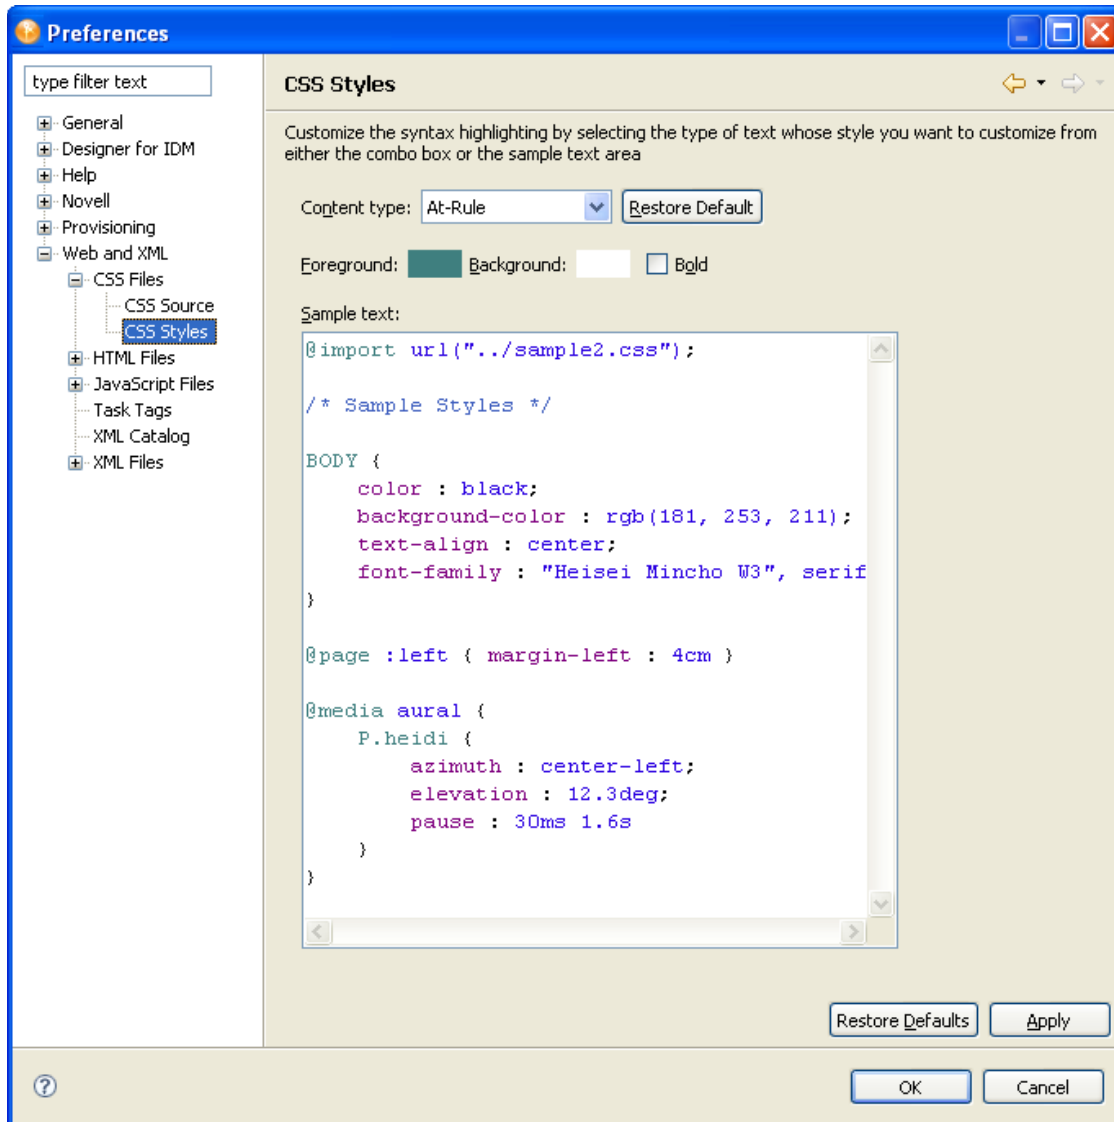 Preferences
type filter text
General
Designer for IDM
Help
Novell
Provisioning
Web and XML
CSS Files
CSS Source
CSS Styles
HTML Files
JavaScript Files
Task Tags
XML Catalog
XML Files
CSS Styles
Customize the syntax highlighting by selecting the type of text whose style you want to customize from
either the combo box or the sample text area
Content type: At-Rule Restore Default
Foreground: Background: Bold
Sample text:
@import url("../sample2.css");
/* Sample Styles */
BODY {
color : black;
background-color : rgb(181, 253, 211);
text-align : center;
font-family : "Heisei Mincho W3", serif
}
@page :left { margin-left : 4cm }
@media aural {
P.heidi {
azimuth : center-left;
elevation : 12.3deg;
pause : 30ms 1.6s
}
}
Restore Defaults Apply
? OK Cancel